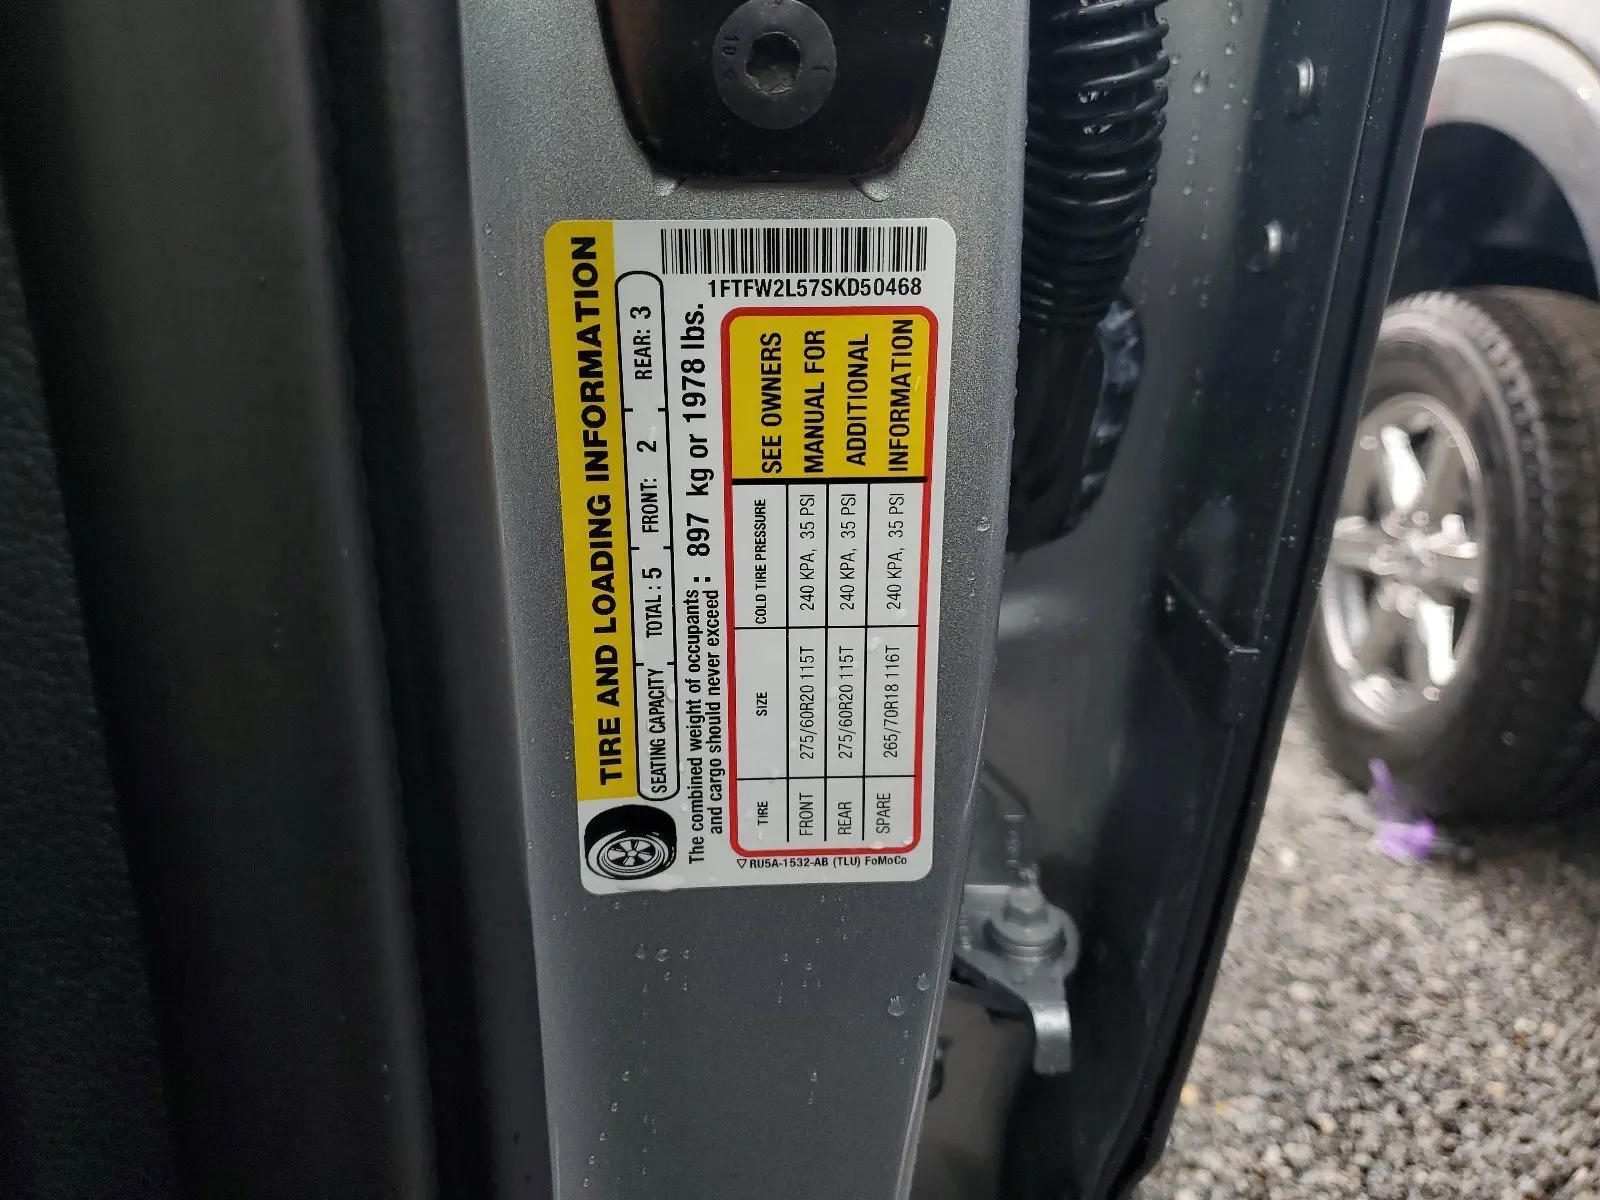 TIRE AND LOADING INFORMATION
SEATING CAPACITY TOTAL : 5 FRONT: 2 REAR: 3
The combined weight of occupants
and cargo should never exceed : 897 kg or 1978 lbs.
1FTFW2L57SKD50468
TIRE SIZE COLD TIRE PRESSURE
FRONT 275/60R20 115T 240 KPA, 35 PSI
REAR 275/60R20 115T 240 KPA, 35 PSI
SPARE 265/70R18 116T 240 KPA, 35 PSI
SEE OWNERS
MANUAL FOR
ADDITIONAL
INFORMATION
▽ RU5A-1532-AB (TLU) FoMoCo
10.9